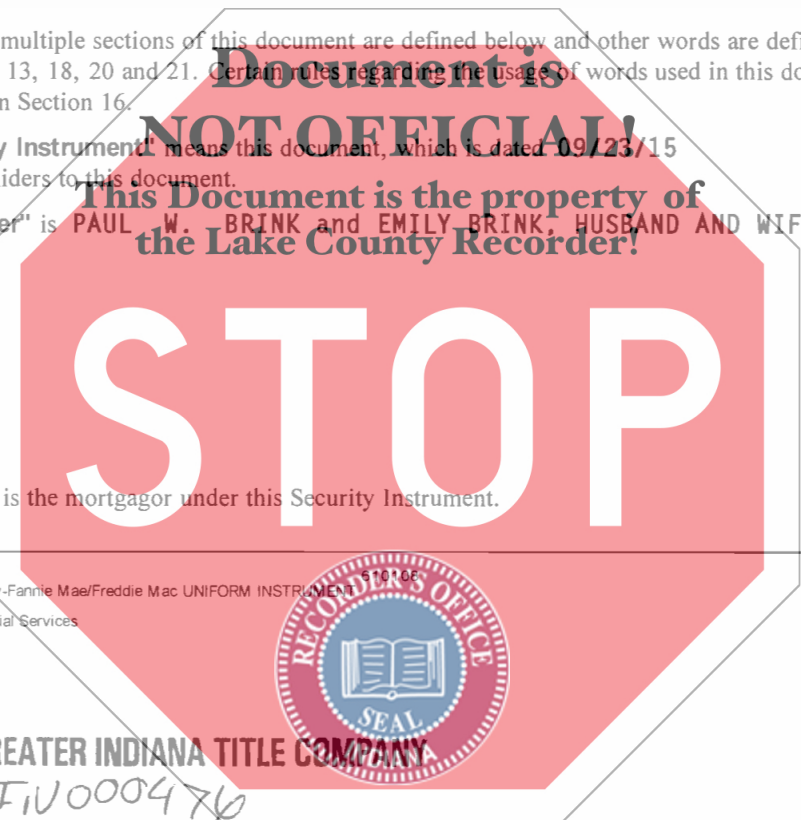 multiple sections of this document are defined below and other words are defi
13, 18, 20 and 21. Certain rules regarding the usage of words used in this do
n Section 16.
Document is
NOT OFFICIAL!
y Instrument" means this document, which is dated 09/23/15
iders to this document.
This Document is the property of
the Lake County Recorder!
er" is PAUL W. BRINK and EMILY BRINK, HUSBAND AND WIF
STOP
is the mortgagor under this Security Instrument.
-Fannie Mae/Freddie Mac UNIFORM INSTRUMENT
ial Services
RECORDER'S OFFICE
SEAL
INDIANA
EATER INDIANA TITLE COMPANY
000476